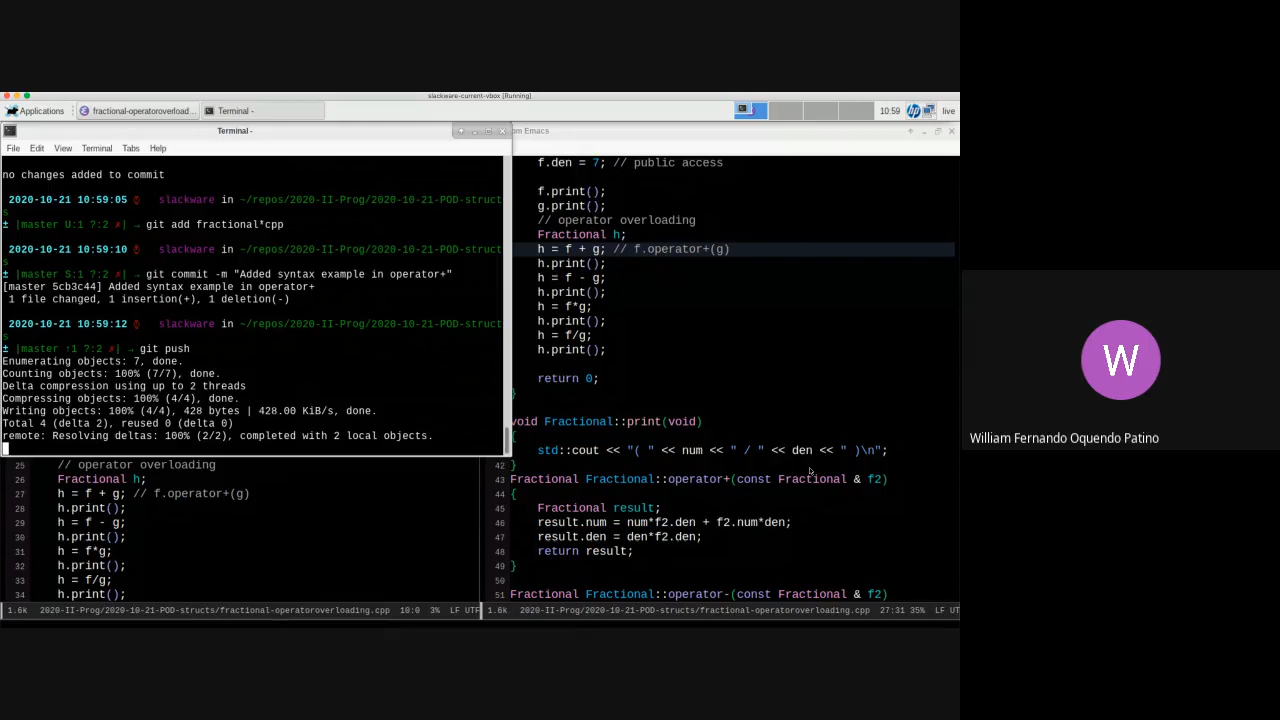 slackware-current-vbox [Running]
Applications
fractional-operatoroverload...
Terminal -
10:59
live
Terminal -
om Emacs
File Edit View Terminal Tabs Help
no changes added to commit
2020-10-21 10:59:05 slackware in ~/repos/2020-II-Prog/2020-10-21-POD-struct
s
± |master U:1 ?:2 ✗| → git add fractional*cpp
2020-10-21 10:59:10 slackware in ~/repos/2020-II-Prog/2020-10-21-POD-struct
s
± |master S:1 ?:2 ✗| → git commit -m "Added syntax example in operator+"
[master 5cb3c44] Added syntax example in operator+
1 file changed, 1 insertion(+), 1 deletion(-)
2020-10-21 10:59:12 slackware in ~/repos/2020-II-Prog/2020-10-21-POD-struct
s
± |master ↑1 ?:2 ✗| → git push
Enumerating objects: 7, done.
Counting objects: 100% (7/7), done.
Delta compression using up to 2 threads
Compressing objects: 100% (4/4), done.
Writing objects: 100% (4/4), 428 bytes | 428.00 KiB/s, done.
Total 4 (delta 2), reused 0 (delta 0)
remote: Resolving deltas: 100% (2/2), completed with 2 local objects.
25 // operator overloading
26 Fractional h;
27 h = f + g; // f.operator+(g)
28 h.print();
29 h = f - g;
30 h.print();
31 h = f*g;
32 h.print();
33 h = f/g;
34 h.print();
1.6k 2020-II-Prog/2020-10-21-POD-structs/fractional-operatoroverloading.cpp 10:0 3% LF UTF
f.den = 7; // public access
f.print();
g.print();
// operator overloading
Fractional h;
h = f + g; // f.operator+(g)
h.print();
h = f - g;
h.print();
h = f*g;
h.print();
h = f/g;
h.print();
return 0;
}
void Fractional::print(void)
{
std::cout << "( " << num << " / " << den << " )\n";
42 }
43 Fractional Fractional::operator+(const Fractional & f2)
44 {
45 Fractional result;
46 result.num = num*f2.den + f2.num*den;
47 result.den = den*f2.den;
48 return result;
49 }
50
51 Fractional Fractional::operator-(const Fractional & f2)
1.6k 2020-II-Prog/2020-10-21-POD-structs/fractional-operatoroverloading.cpp 27:31 35% LF UT
W
William Fernando Oquendo Patino